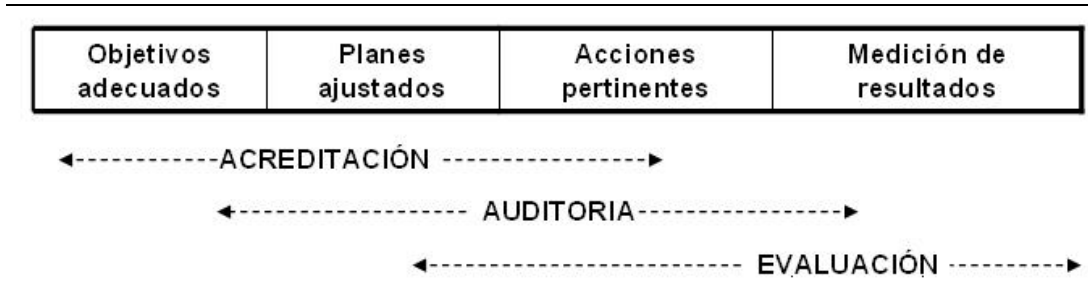 Objetivos adecuados
Planes ajustados
Acciones pertinentes
Medición de resultados
ACREDITACIÓN
AUDITORIA
EVALUACIÓN